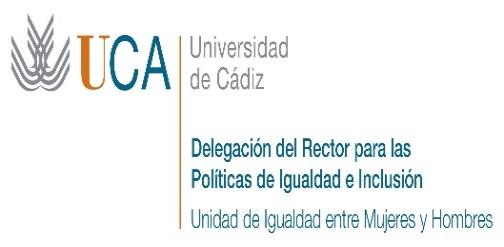 UCA
Universidad
de Cádiz
Delegación del Rector para las
Políticas de Igualdad e Inclusión
Unidad de Igualdad entre Mujeres y Hombres